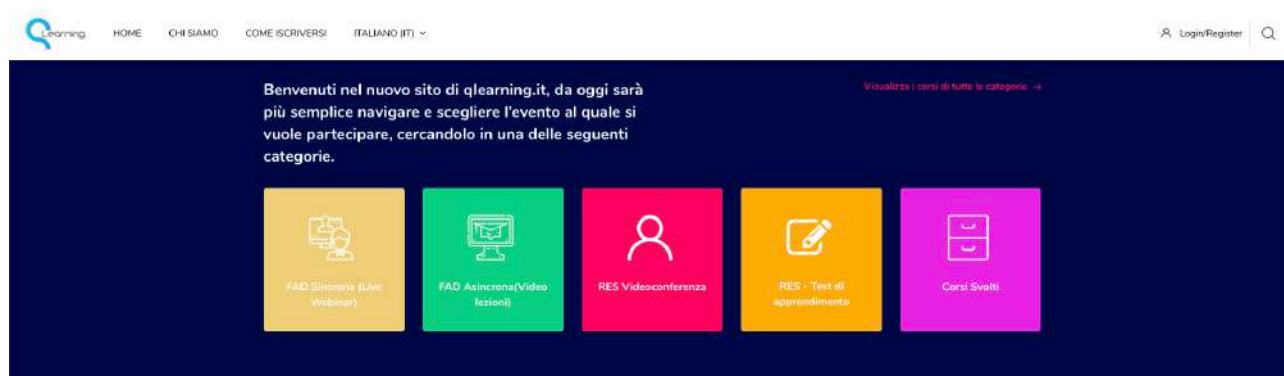 QLearning
HOME
CHI SIAMO
COME ISCRIVERSI
ITALIANO (IT)
Login/Register
Benvenuti nel nuovo sito di qlearning.it, da oggi sarà
più semplice navigare e scegliere l'evento al quale si
vuole partecipare, cercandolo in una delle seguenti
categorie.
Visualizza i corsi di tutte le categorie →
FAD Sincrona (Live
Webinar)
FAD Asincrona(Video
lezioni)
RES Videoconferenza
RES - Test di
apprendimento
Corsi Svolti